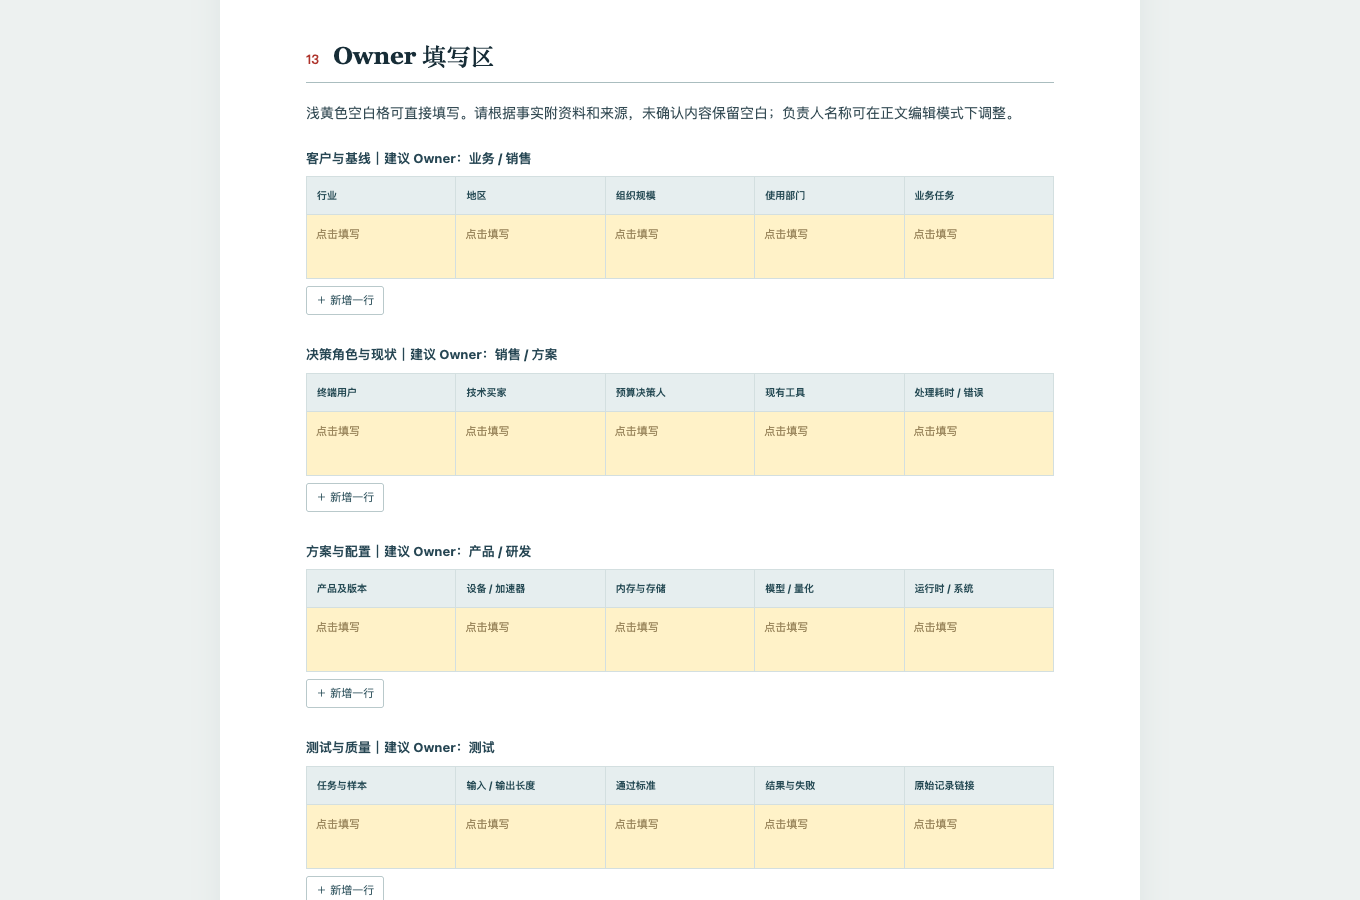 13 Owner 填写区
浅黄色空白格可直接填写。请根据事实附资料和来源，未确认内容保留空白；负责人名称可在正文编辑模式下调整。
客户与基线｜建议 Owner：业务 / 销售
行业 地区 组织规模 使用部门 业务任务
点击填写 点击填写 点击填写 点击填写 点击填写
＋ 新增一行
决策角色与现状｜建议 Owner：销售 / 方案
终端用户 技术买家 预算决策人 现有工具 处理耗时 / 错误
点击填写 点击填写 点击填写 点击填写 点击填写
＋ 新增一行
方案与配置｜建议 Owner：产品 / 研发
产品及版本 设备 / 加速器 内存与存储 模型 / 量化 运行时 / 系统
点击填写 点击填写 点击填写 点击填写 点击填写
＋ 新增一行
测试与质量｜建议 Owner：测试
任务与样本 输入 / 输出长度 通过标准 结果与失败 原始记录链接
点击填写 点击填写 点击填写 点击填写 点击填写
＋ 新增一行